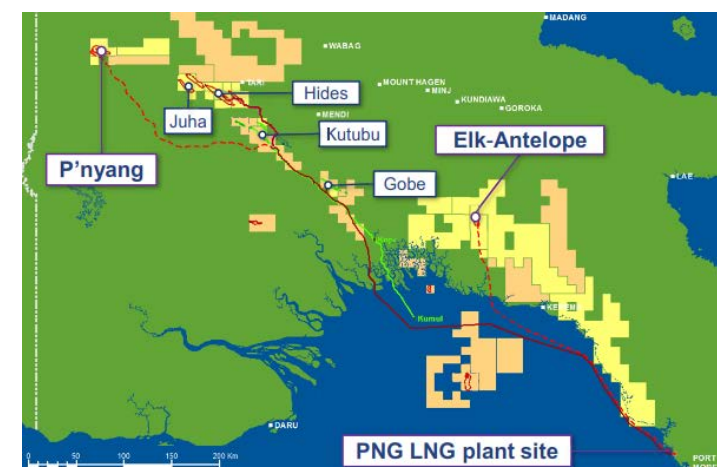 MADANG
WABAG
MOUNT HAGEN
MINJ
KUNDIAWA
GOROKA
TARI
Hides
Juha
MENDI
Kutubu
P'nyang
Elk-Antelope
Gobe
LAE
Kumul
DARU
PNG LNG plant site
PORT
0 50 100 150 200 Km